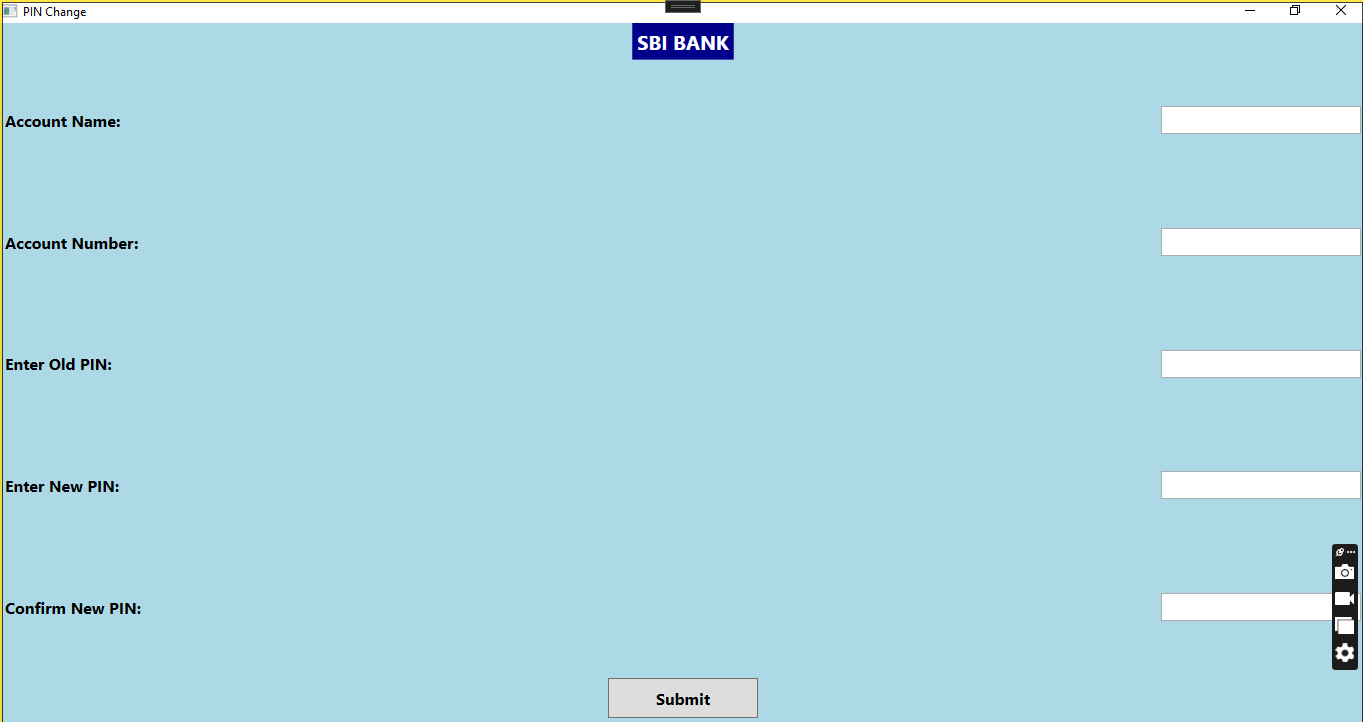 PIN Change
SBI BANK
Account Name:
Account Number:
Enter Old PIN:
Enter New PIN:
Confirm New PIN:
Submit